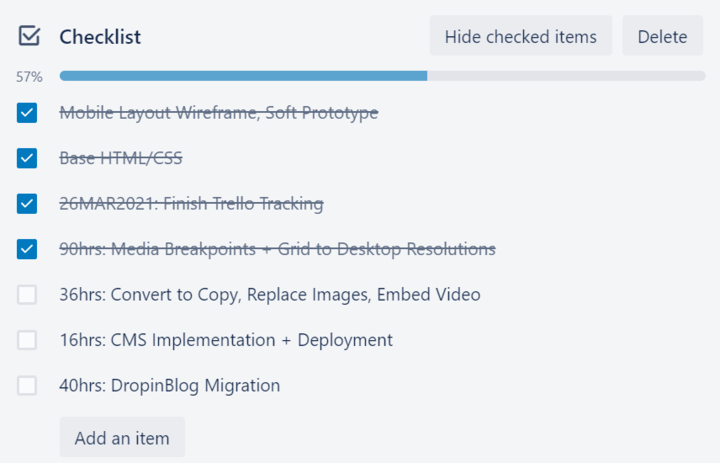 Checklist
Hide checked items
Delete
57%
Mobile Layout Wireframe, Soft Prototype
Base HTML/CSS
26MAR2021: Finish Trello Tracking
90hrs: Media Breakpoints + Grid to Desktop Resolutions
36hrs: Convert to Copy, Replace Images, Embed Video
16hrs: CMS Implementation + Deployment
40hrs: DropinBlog Migration
Add an item